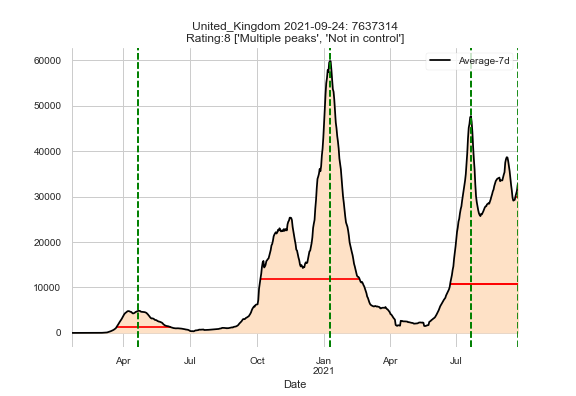 United_Kingdom 2021-09-24: 7637314
Rating:8 ['Multiple peaks', 'Not in control']
Average-7d
60000
50000
40000
30000
20000
10000
0
Apr Jul Oct Jan Apr Jul
2021
Date